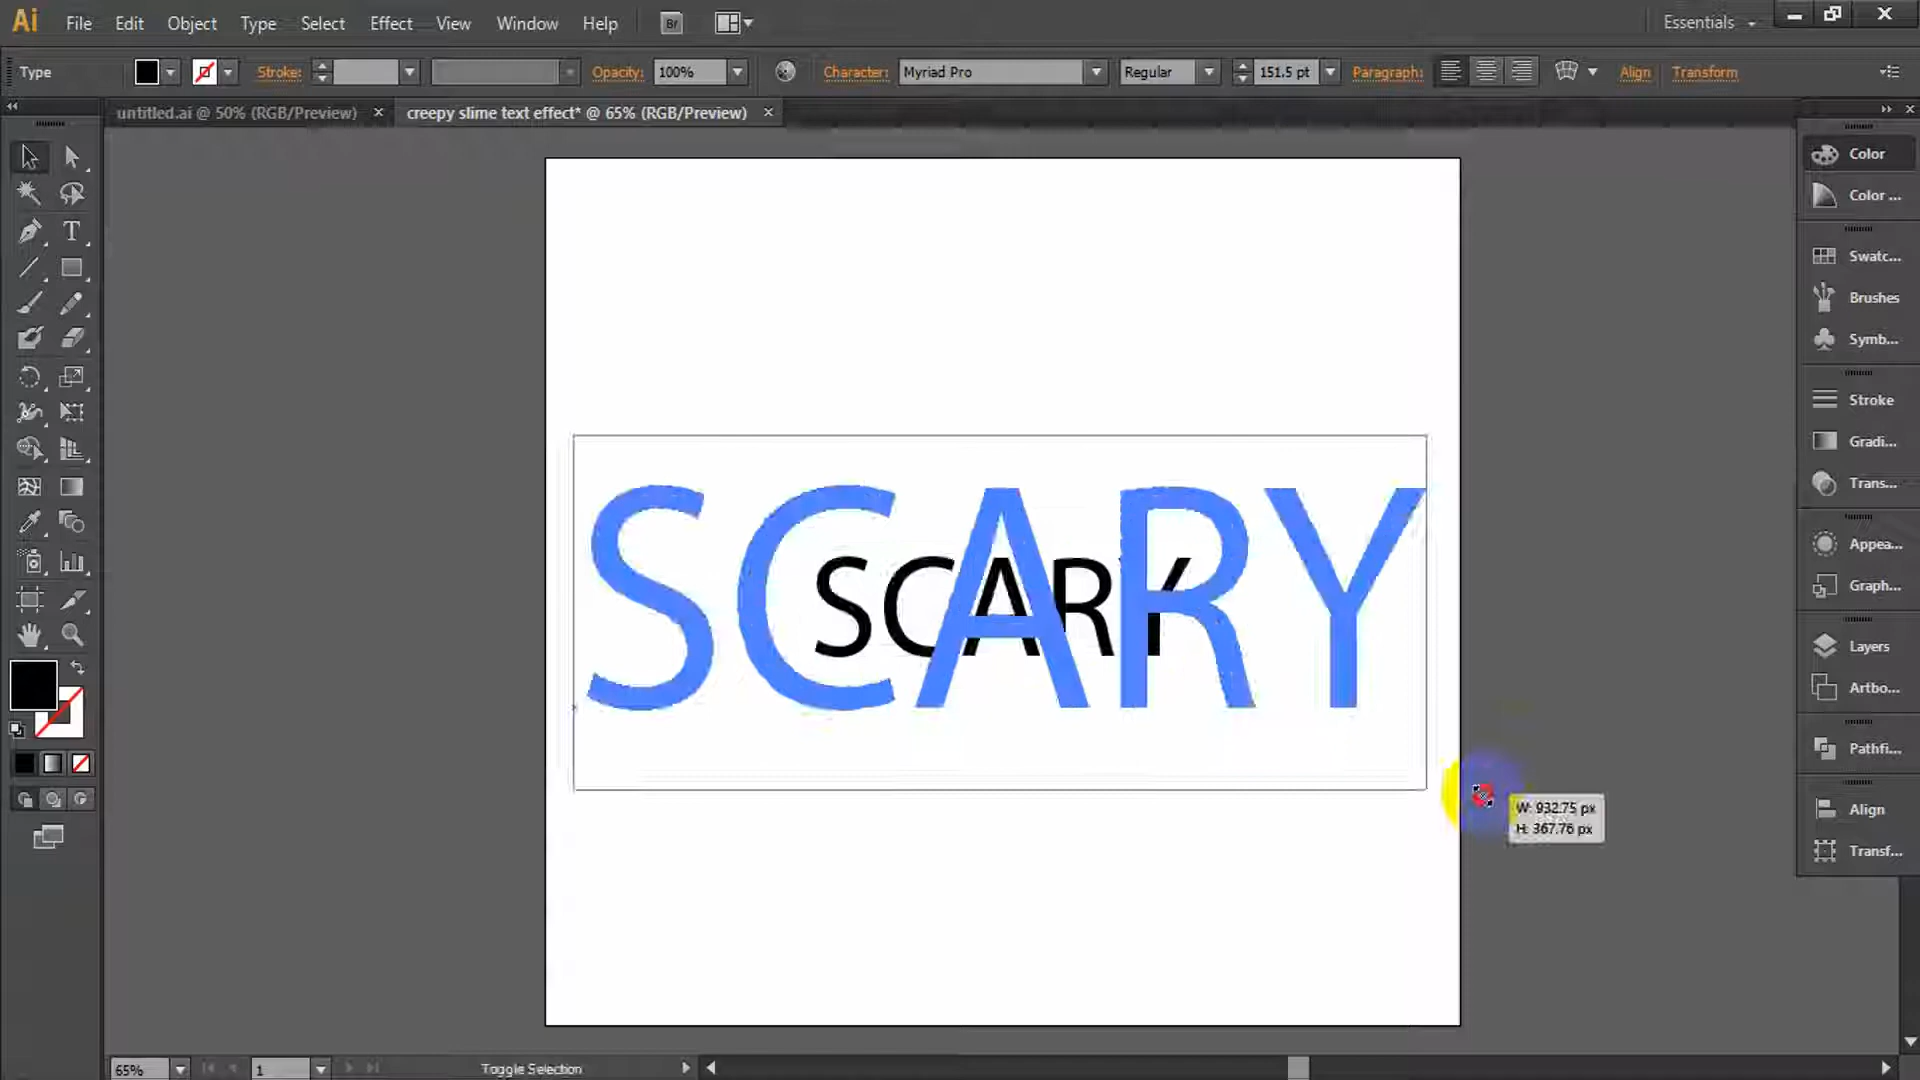 Ai File Edit Object Type Select Effect View Window Help Br Essentials
Type Stroke: Opacity: 100% Character: Myriad Pro Regular 151.5 pt Paragraph: Align Transform
untitled.ai @ 50% (RGB/Preview) creepy slime text effect* @ 65% (RGB/Preview)
Color
Color ...
Swatc...
Brushes
Symb...
Stroke
Gradi...
Trans...
Appea...
Graph...
Layers
Artbo...
Pathfi...
Align
Transf...
T
SCARY
SCARY
W: 932.75 px
H: 367.76 px
65% 1 Toggle Selection